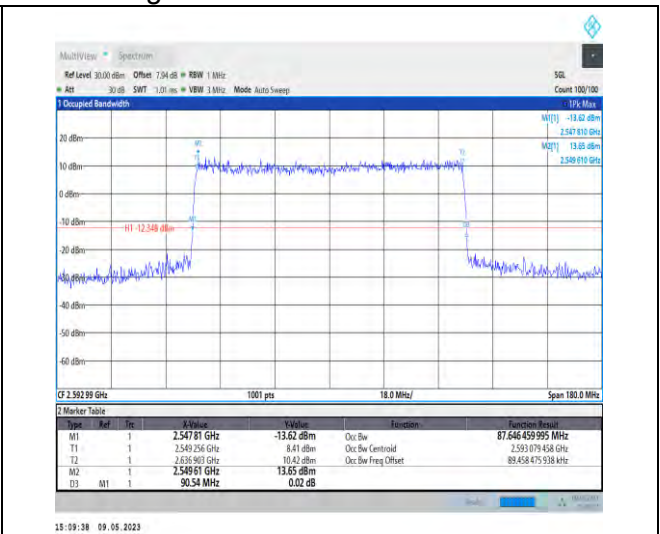 MultiView Spectrum
Ref Level 30.00 dBm Offset 7.94 dB RBW 1 MHz SGL
Att 30 dB SWT 1.01 ms VBW 3 MHz Mode Auto Sweep Count 100/100
1 Occupied Bandwidth 1Pk Max
M1[1] -13.62 dBm
2.547 810 GHz
M2[1] 13.65 dBm
2.549 610 GHz
20 dBm
M2
T2
10 dBm
0 dBm
-10 dBm
M1
H1 -12.348 dBm
-20 dBm
-30 dBm
-40 dBm
-50 dBm
-60 dBm
CF 2.592 99 GHz 1001 pts 18.0 MHz/ Span 180.0 MHz
2 Marker Table
Type Ref Trc X-Value Y-Value Function Function Result
M1 1 2.547 81 GHz -13.62 dBm Occ Bw 87.646 459 995 MHz
T1 1 2.549 256 GHz 8.41 dBm Occ Bw Centroid 2.593 079 458 GHz
T2 1 2.636 903 GHz 10.42 dBm Occ Bw Freq Offset 89.458 475 938 kHz
M2 1 2.549 61 GHz 13.65 dBm
D3 M1 1 90.54 MHz 0.02 dB
15:09:38 09.05.2023